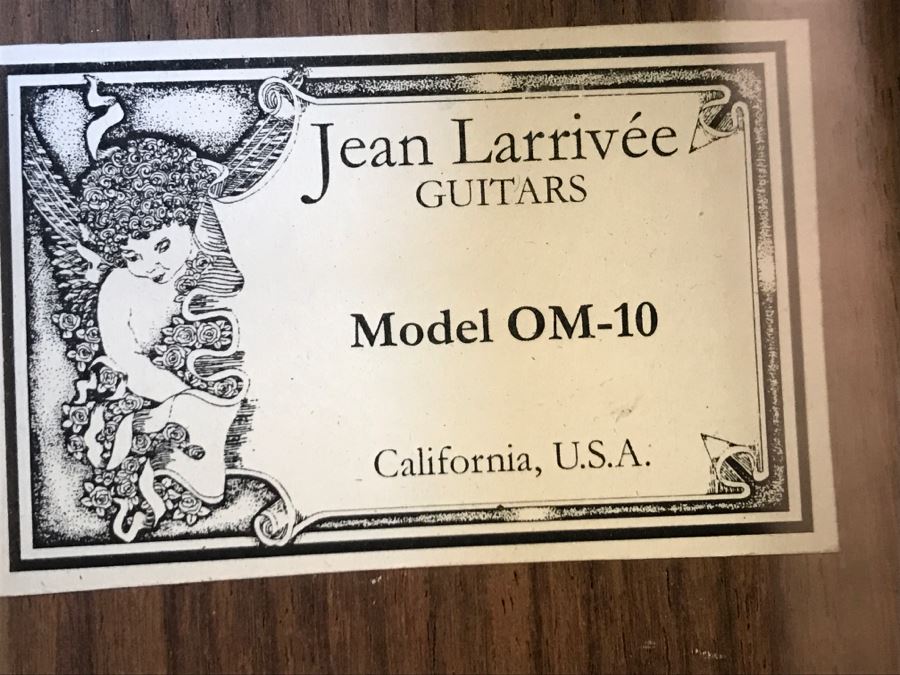 Jean Larrivée
GUITARS
Model OM-10
California, U.S.A.